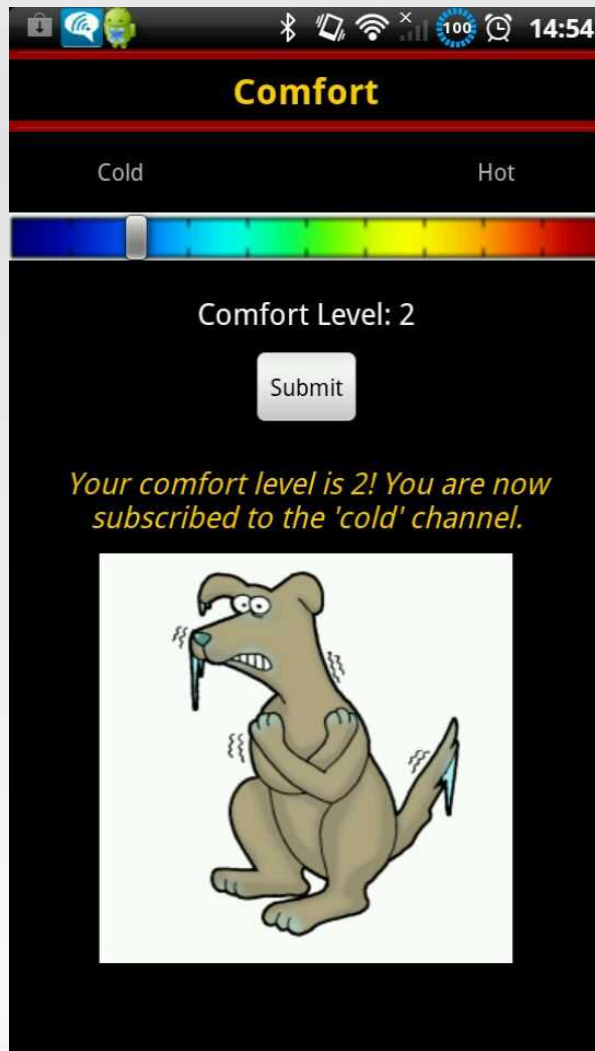 100 14:54
Comfort
Cold Hot
Comfort Level: 2
Submit
Your comfort level is 2! You are now
subscribed to the 'cold' channel.